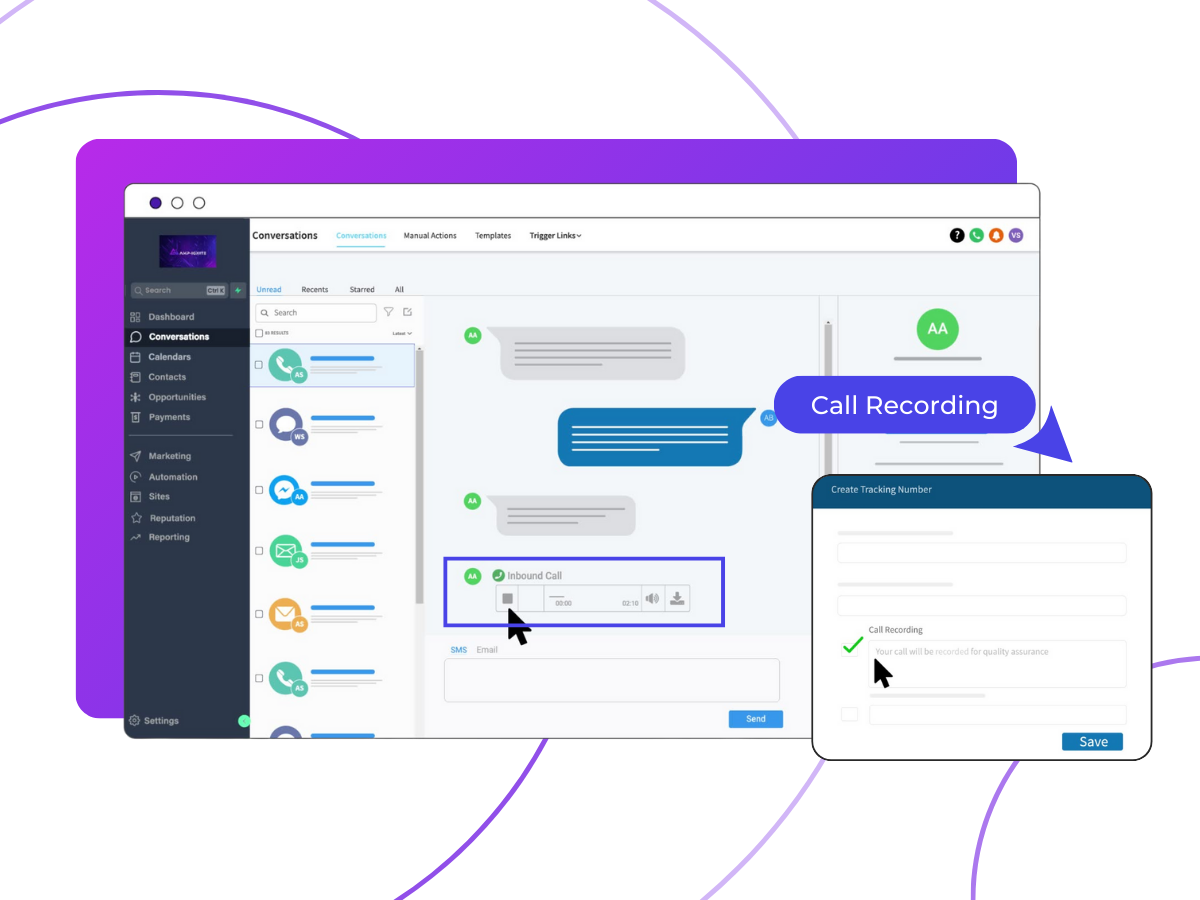 Conversations
Conversations
Manual Actions
Templates
Trigger Links
?
VS
Search
Ctrl K
Dashboard
Conversations
Calendars
Contacts
Opportunities
Payments
Marketing
Automation
Sites
Reputation
Reporting
Settings
Unread
Recents
Starred
All
Search
Latest
AS
WS
AA
JS
AS
AS
AA
AB
AA
AA
Inbound Call
00:00
02:10
SMS
Email
Send
AA
Call Recording
Create Tracking Number
Call Recording
Your call will be recorded for quality assurance
Save